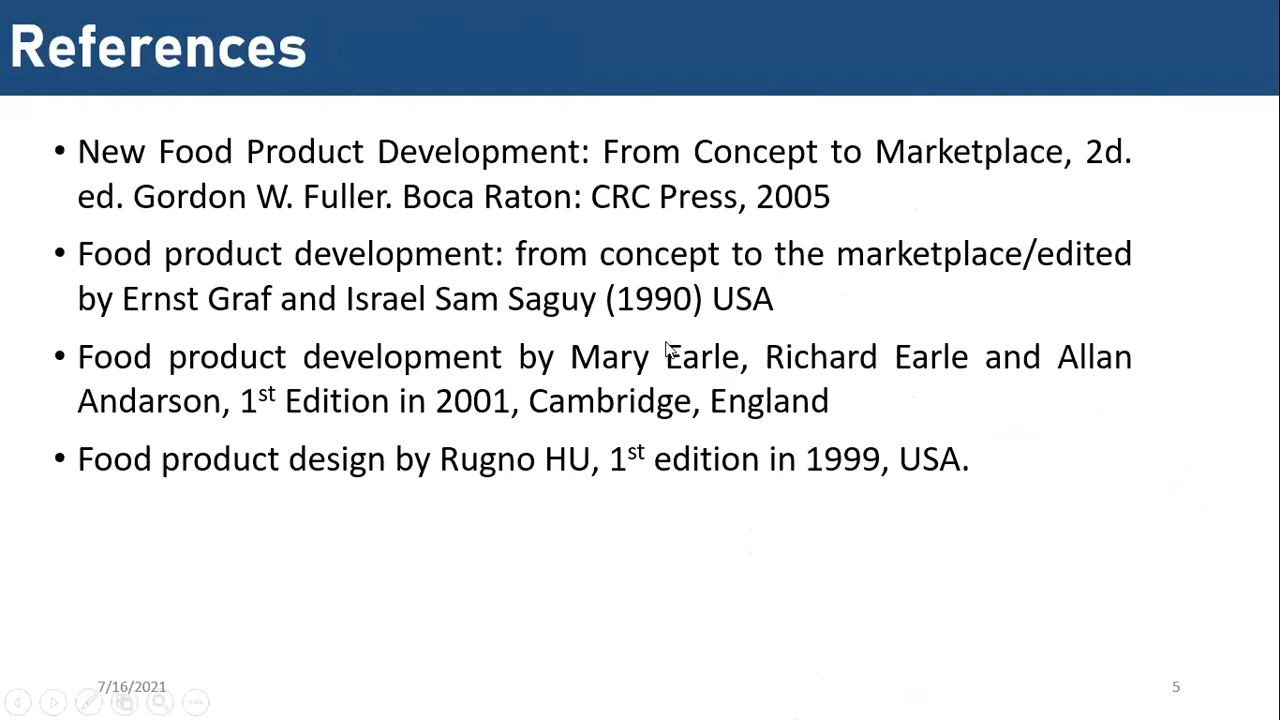 References
• New Food Product Development: From Concept to Marketplace, 2d.
ed. Gordon W. Fuller. Boca Raton: CRC Press, 2005
• Food product development: from concept to the marketplace/edited
by Ernst Graf and Israel Sam Saguy (1990) USA
• Food product development by Mary Earle, Richard Earle and Allan
Andarson, 1st Edition in 2001, Cambridge, England
• Food product design by Rugno HU, 1st edition in 1999, USA.
7/16/2021
5